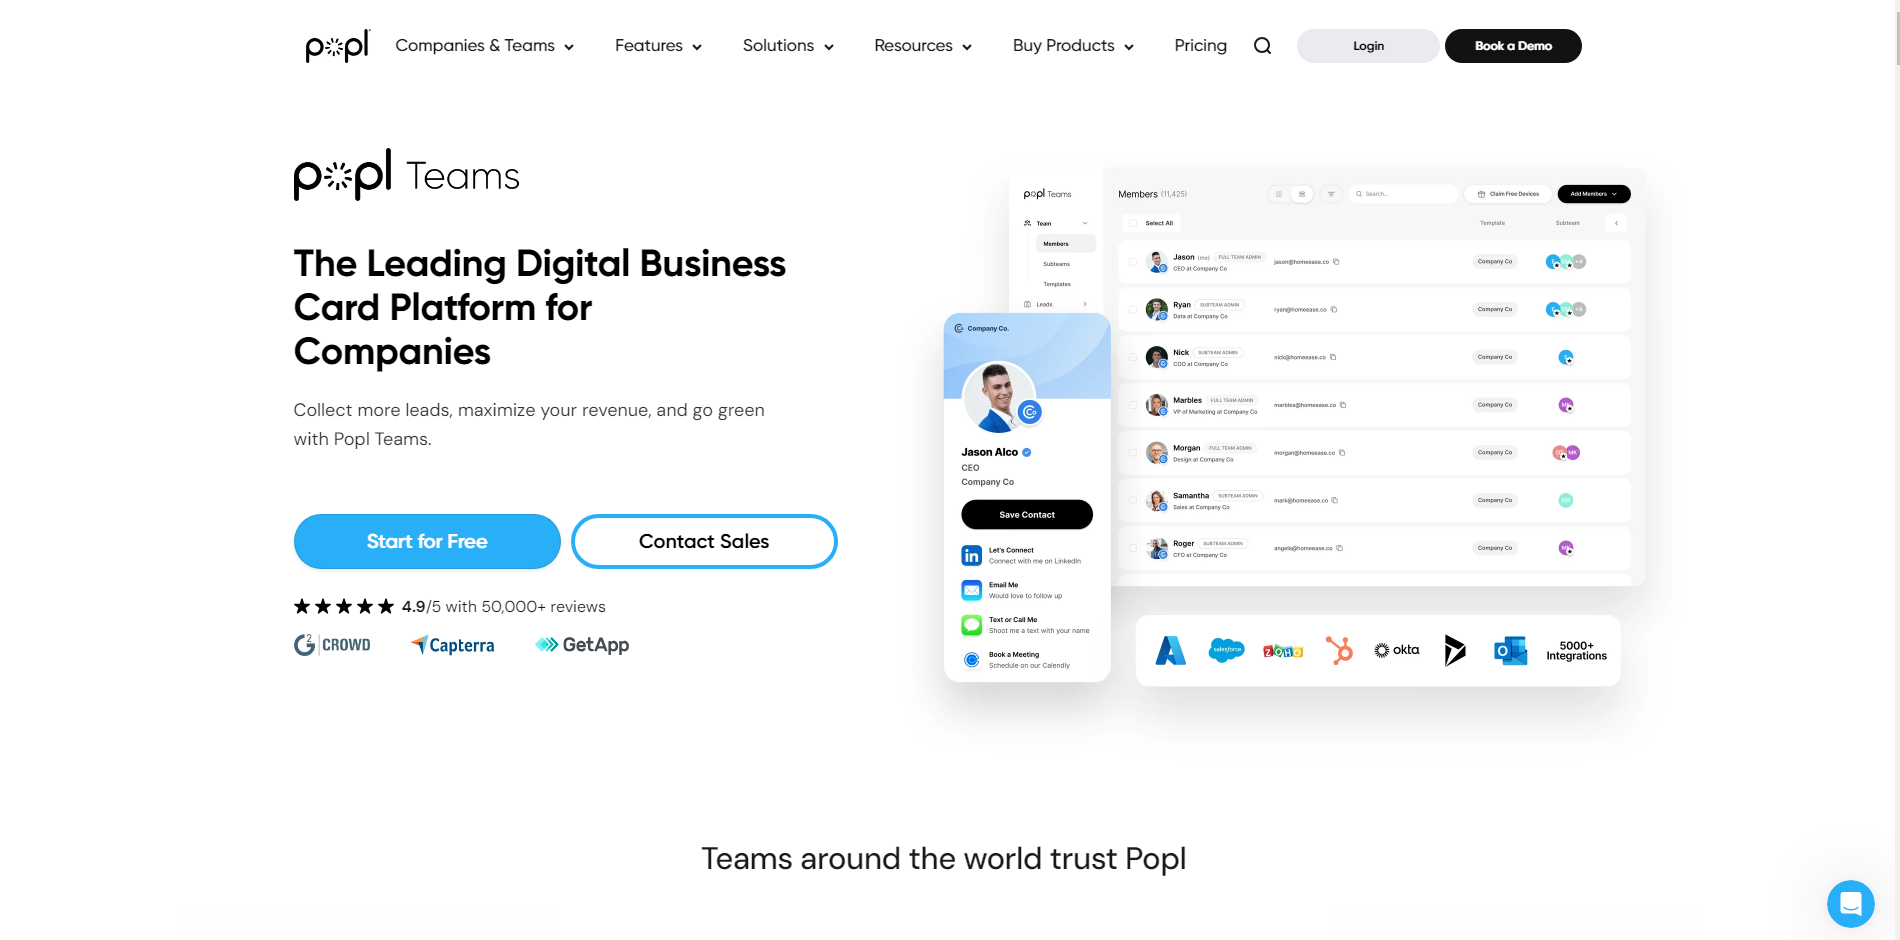 popl
Companies & Teams
Features
Solutions
Resources
Buy Products
Pricing
Login
Book a Demo
popl Teams
The Leading Digital Business
Card Platform for
Companies
Collect more leads, maximize your revenue, and go green
with Popl Teams.
Start for Free
Contact Sales
4.9/5 with 50,000+ reviews
G2 CROWD
Capterra
GetApp
popl Teams
Team
Members
Subteams
Templates
Leads
Members (11,425)
Search...
Claim Free Devices
Add Members
Select All
Template
Subteam
Jason (me) FULL TEAM ADMIN
CEO at Company Co
jason@homeease.co
Company Co
+4
Ryan SUBTEAM ADMIN
Data at Company Co
ryan@homeease.co
Company Co
+4
Nick SUBTEAM ADMIN
COO at Company Co
nick@homeease.co
Company Co
Marbles FULL TEAM ADMIN
VP of Marketing at Company Co
marbles@homeease.co
Company Co
Morgan FULL TEAM ADMIN
Design at Company Co
morgan@homeease.co
Company Co
MK
Samantha SUBTEAM ADMIN
Sales at Company Co
mark@homeease.co
Company Co
Roger SUBTEAM ADMIN
CFO at Company Co
angela@homeease.co
Company Co
Company Co.
Jason Alco
CEO
Company Co
Save Contact
in
Let's Connect
Connect with me on LinkedIn
Email Me
Would love to follow up
Text or Call Me
Shoot me a text with your name
Book a Meeting
Schedule on our Calendly
salesforce
ZOHO
okta
O
5000+
Integrations
Teams around the world trust Popl